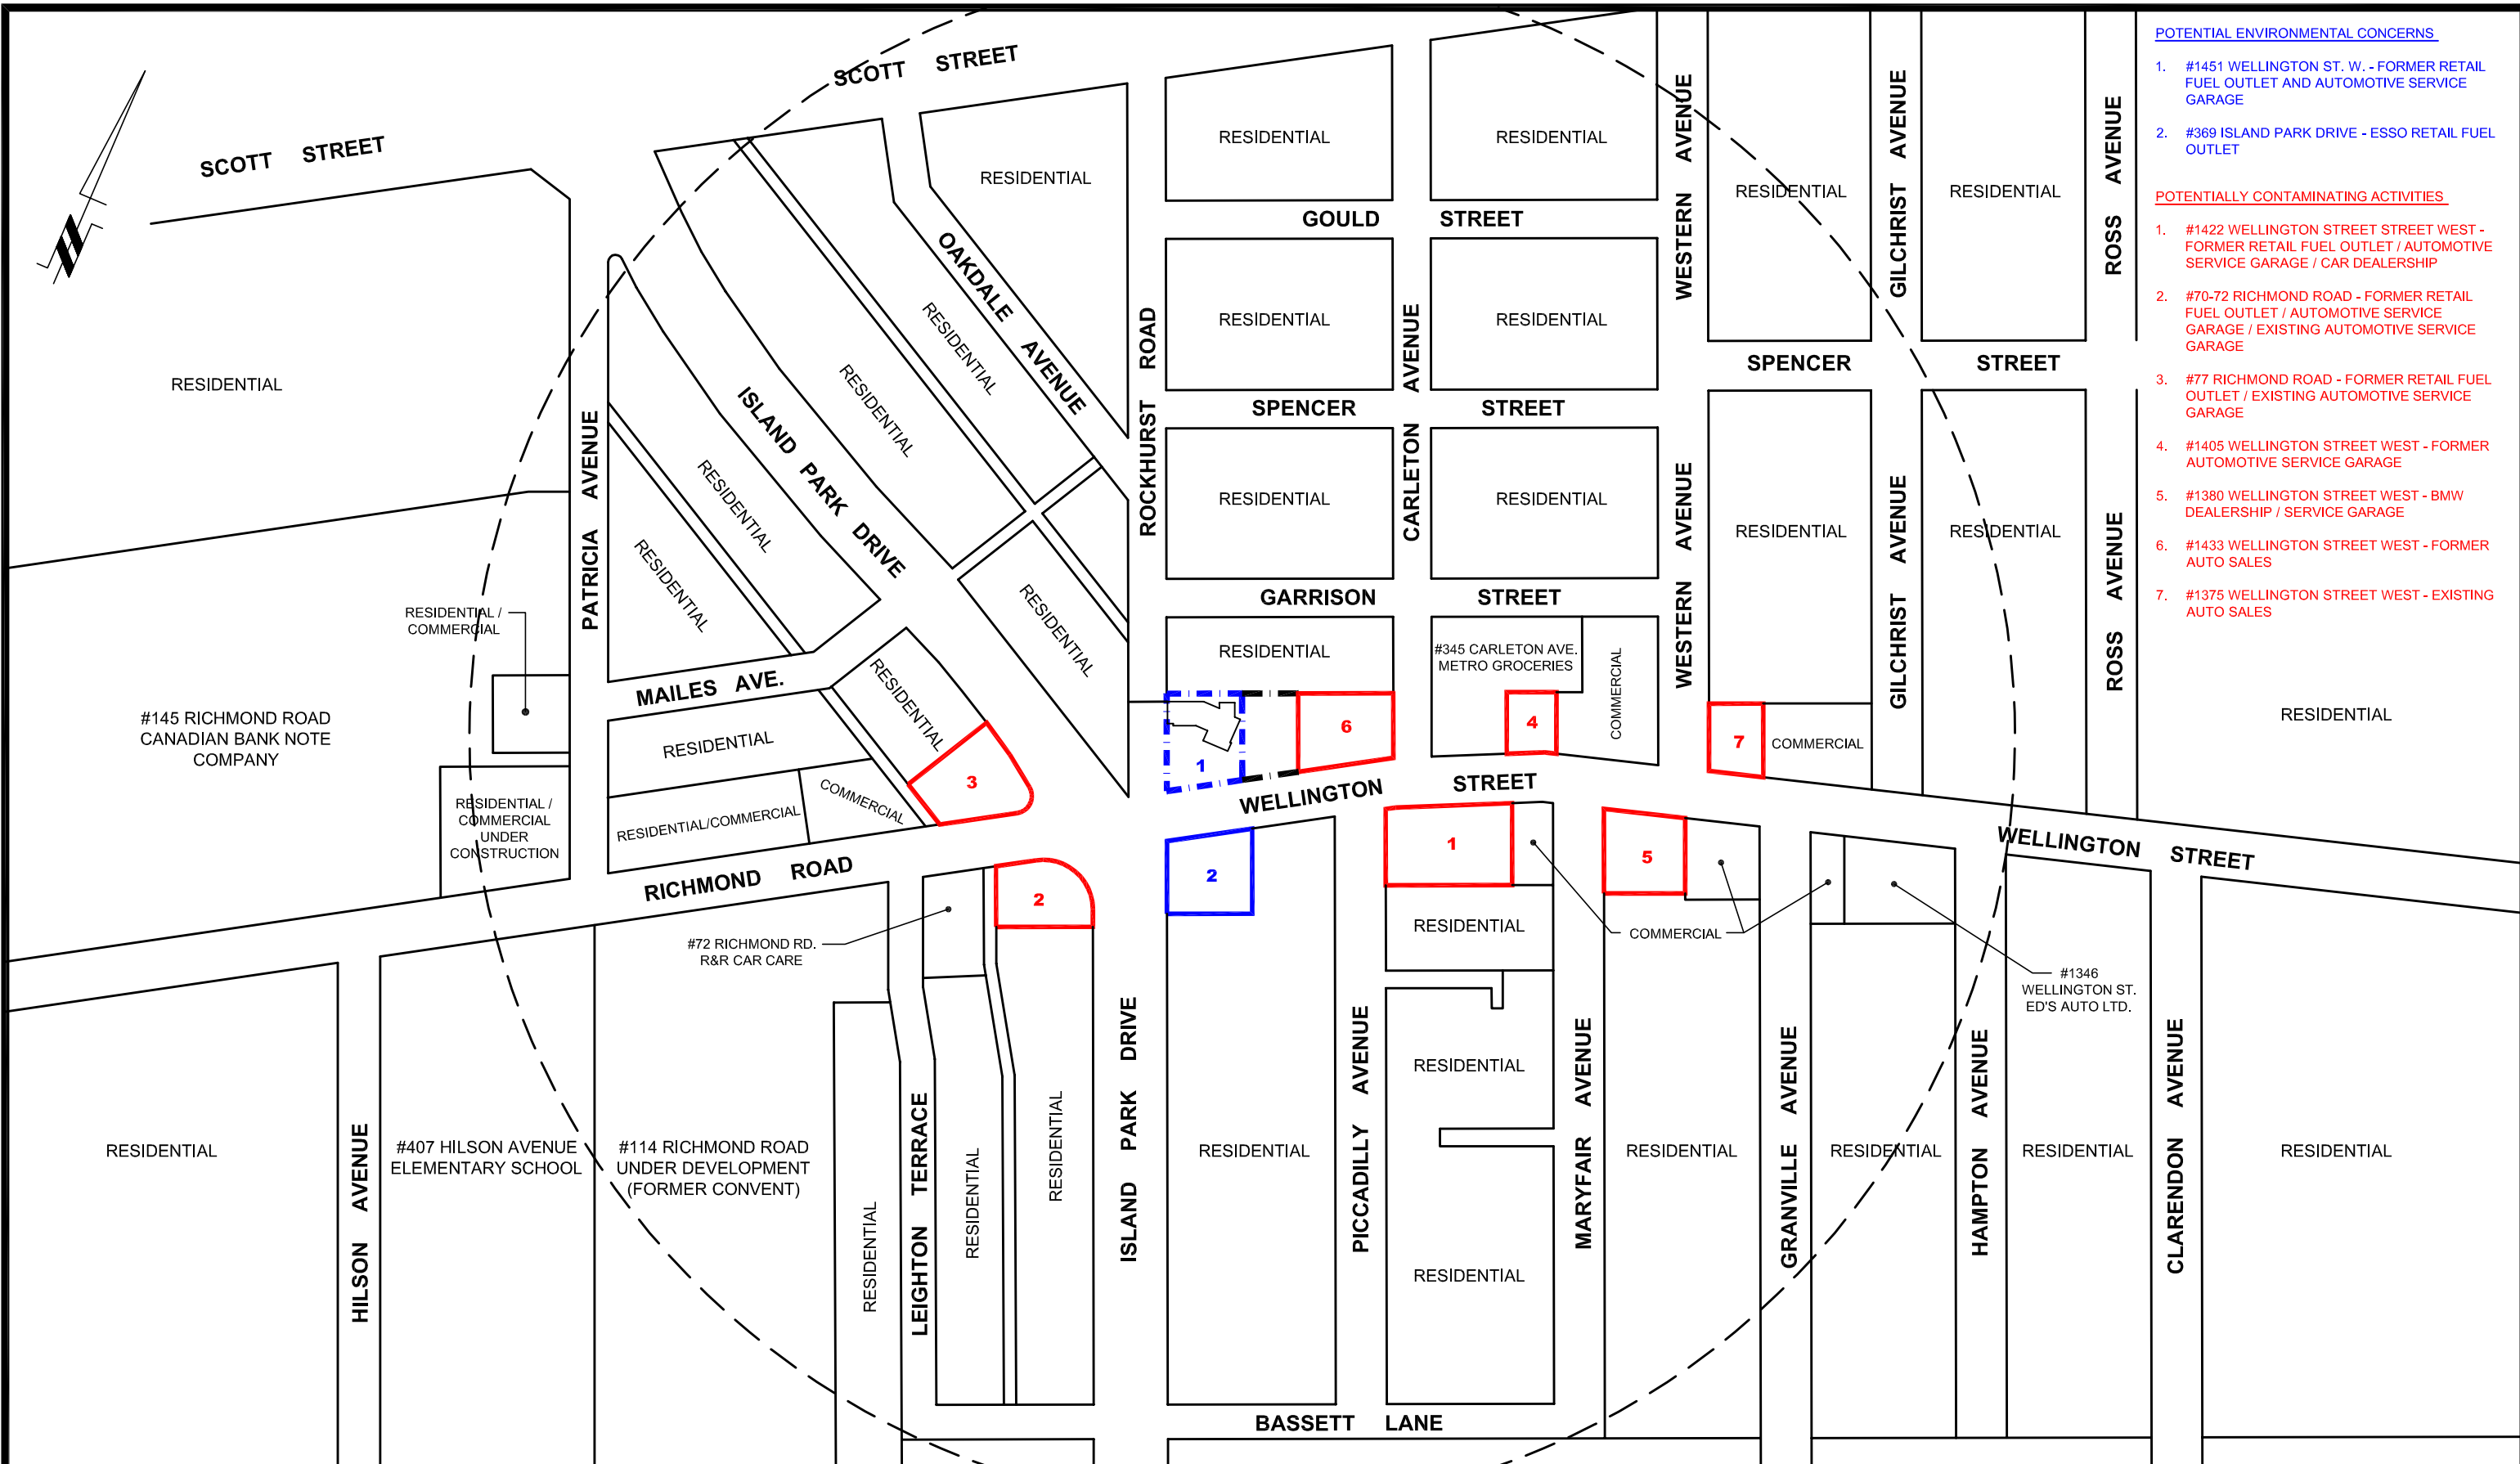 POTENTIAL ENVIRONMENTAL CONCERNS
1. #1451 WELLINGTON ST. W. - FORMER RETAIL
FUEL OUTLET AND AUTOMOTIVE SERVICE
GARAGE
2. #369 ISLAND PARK DRIVE - ESSO RETAIL FUEL
OUTLET
POTENTIALLY CONTAMINATING ACTIVITIES
1. #1422 WELLINGTON STREET STREET WEST -
FORMER RETAIL FUEL OUTLET / AUTOMOTIVE
SERVICE GARAGE / CAR DEALERSHIP
2. #70-72 RICHMOND ROAD - FORMER RETAIL
FUEL OUTLET / AUTOMOTIVE SERVICE
GARAGE / EXISTING AUTOMOTIVE SERVICE
GARAGE
3. #77 RICHMOND ROAD - FORMER RETAIL FUEL
OUTLET / EXISTING AUTOMOTIVE SERVICE
GARAGE
4. #1405 WELLINGTON STREET WEST - FORMER
AUTOMOTIVE SERVICE GARAGE
5. #1380 WELLINGTON STREET WEST - BMW
DEALERSHIP / SERVICE GARAGE
6. #1433 WELLINGTON STREET WEST - FORMER
AUTO SALES
7. #1375 WELLINGTON STREET WEST - EXISTING
AUTO SALES
SCOTT STREET
SCOTT STREET
RESIDENTIAL
RESIDENTIAL
RESIDENTIAL
RESIDENTIAL
RESIDENTIAL
RESIDENTIAL
GOULD STREET
WESTERN AVENUE
GILCHRIST AVENUE
ROSS AVENUE
OAKDALE AVENUE
RESIDENTIAL
RESIDENTIAL
RESIDENTIAL
RESIDENTIAL
ISLAND PARK DRIVE
ROCKHURST ROAD
CARLETON AVENUE
SPENCER STREET
SPENCER STREET
PATRICIA AVENUE
RESIDENTIAL
RESIDENTIAL
RESIDENTIAL
RESIDENTIAL
RESIDENTIAL
RESIDENTIAL
RESIDENTIAL
WESTERN AVENUE
GILCHRIST AVENUE
ROSS AVENUE
GARRISON STREET
RESIDENTIAL /
COMMERCIAL
RESIDENTIAL
RESIDENTIAL
#345 CARLETON AVE.
METRO GROCERIES
COMMERCIAL
MAILES AVE.
RESIDENTIAL
#145 RICHMOND ROAD
CANADIAN BANK NOTE
COMPANY
RESIDENTIAL
RESIDENTIAL
3
1
6
4
7
COMMERCIAL
RESIDENTIAL /
COMMERCIAL
UNDER
CONSTRUCTION
RESIDENTIAL/COMMERCIAL
COMMERCIAL
WELLINGTON STREET
WELLINGTON STREET
RICHMOND ROAD
2
2
1
5
#72 RICHMOND RD.
R&R CAR CARE
RESIDENTIAL
COMMERCIAL
#1346
WELLINGTON ST.
ED'S AUTO LTD.
RESIDENTIAL
HILSON AVENUE
#407 HILSON AVENUE
ELEMENTARY SCHOOL
#114 RICHMOND ROAD
UNDER DEVELOPMENT
(FORMER CONVENT)
RESIDENTIAL
LEIGHTON TERRACE
RESIDENTIAL
RESIDENTIAL
ISLAND PARK DRIVE
RESIDENTIAL
PICCADILLY AVENUE
RESIDENTIAL
RESIDENTIAL
MARYFAIR AVENUE
RESIDENTIAL
GRANVILLE AVENUE
RESIDENTIAL
HAMPTON AVENUE
RESIDENTIAL
CLARENDON AVENUE
RESIDENTIAL
BASSETT LANE